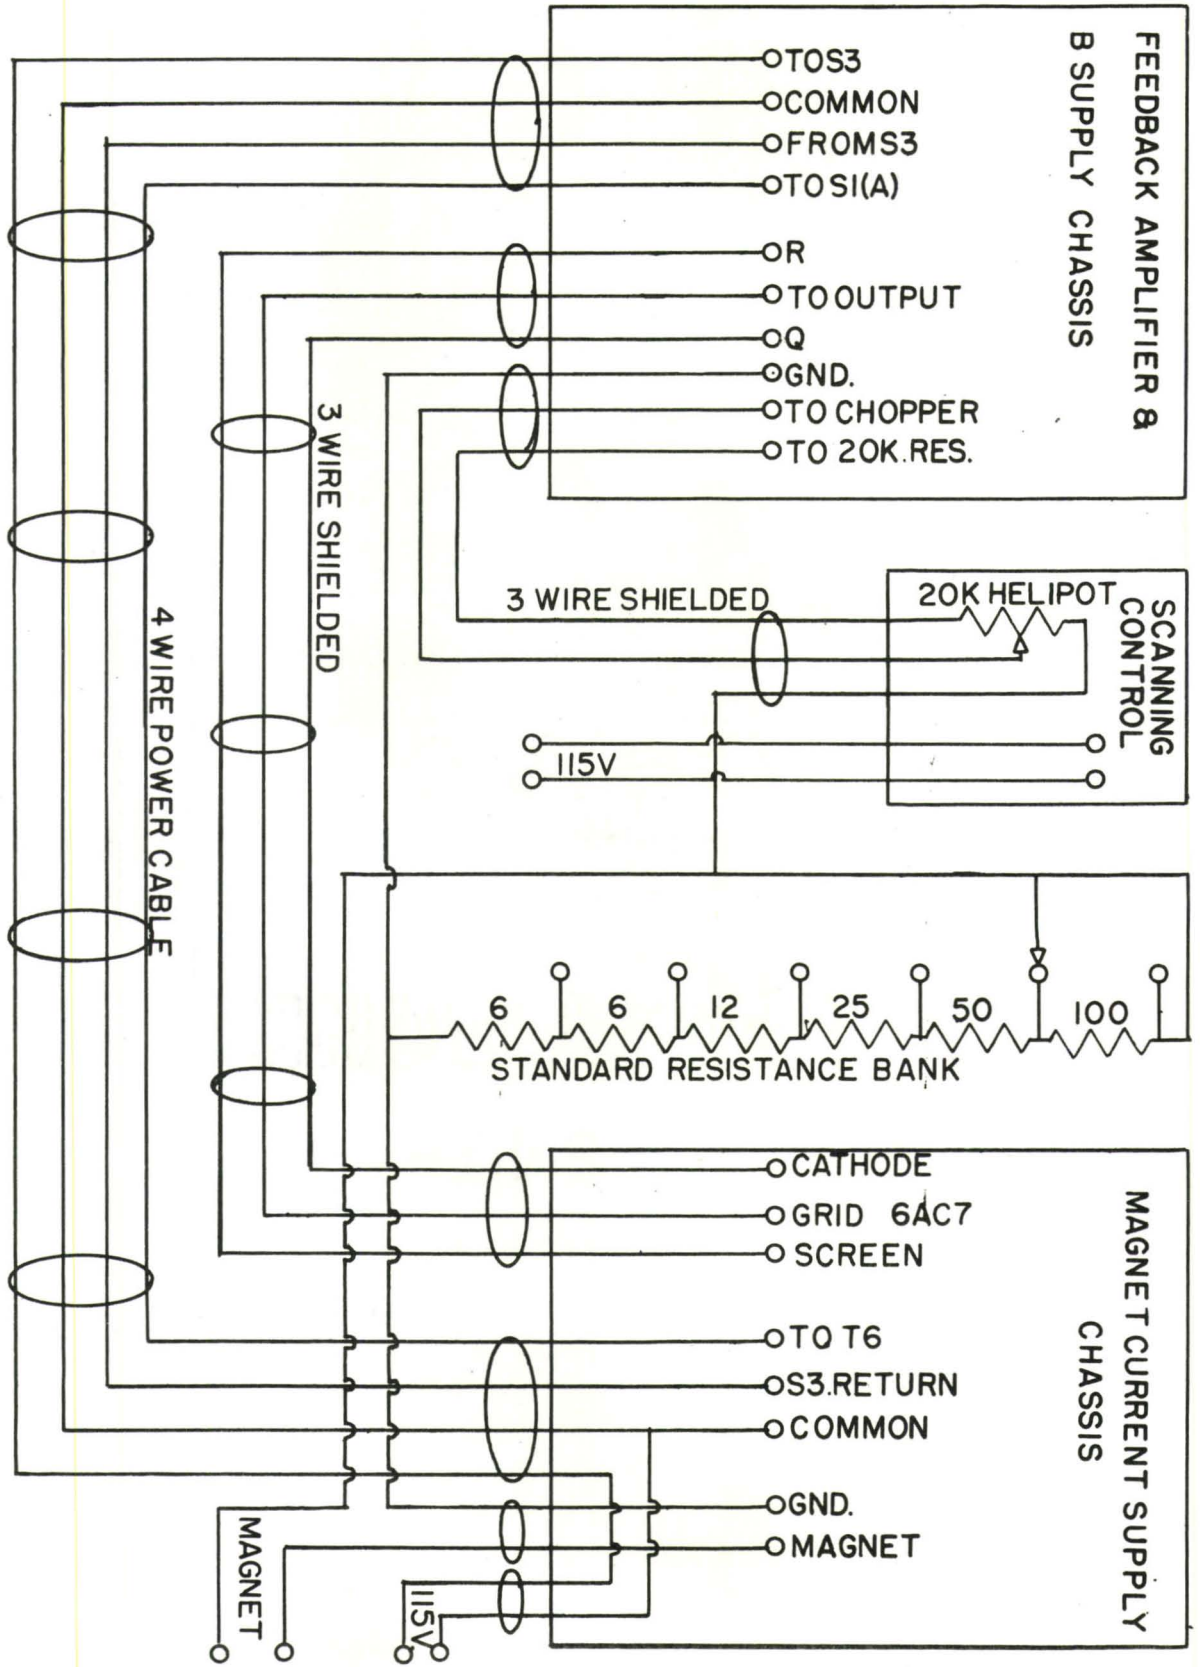 FEEDBACK AMPLIFIER &
B SUPPLY CHASSIS
TO S3
COMMON
FROM S3
TO S1(A)
R
TO OUTPUT
Q
GND.
TO CHOPPER
TO 20K.RES.
3 WIRE SHIELDED
4 WIRE POWER CABLE
3 WIRE SHIELDED
20K HELIPOT
SCANNING
CONTROL
115V
6 6 12 25 50 100
STANDARD RESISTANCE BANK
MAGNET CURRENT SUPPLY
CHASSIS
CATHODE
GRID 6AC7
SCREEN
TO T6
S3.RETURN
COMMON
GND.
MAGNET
MAGNET
115V